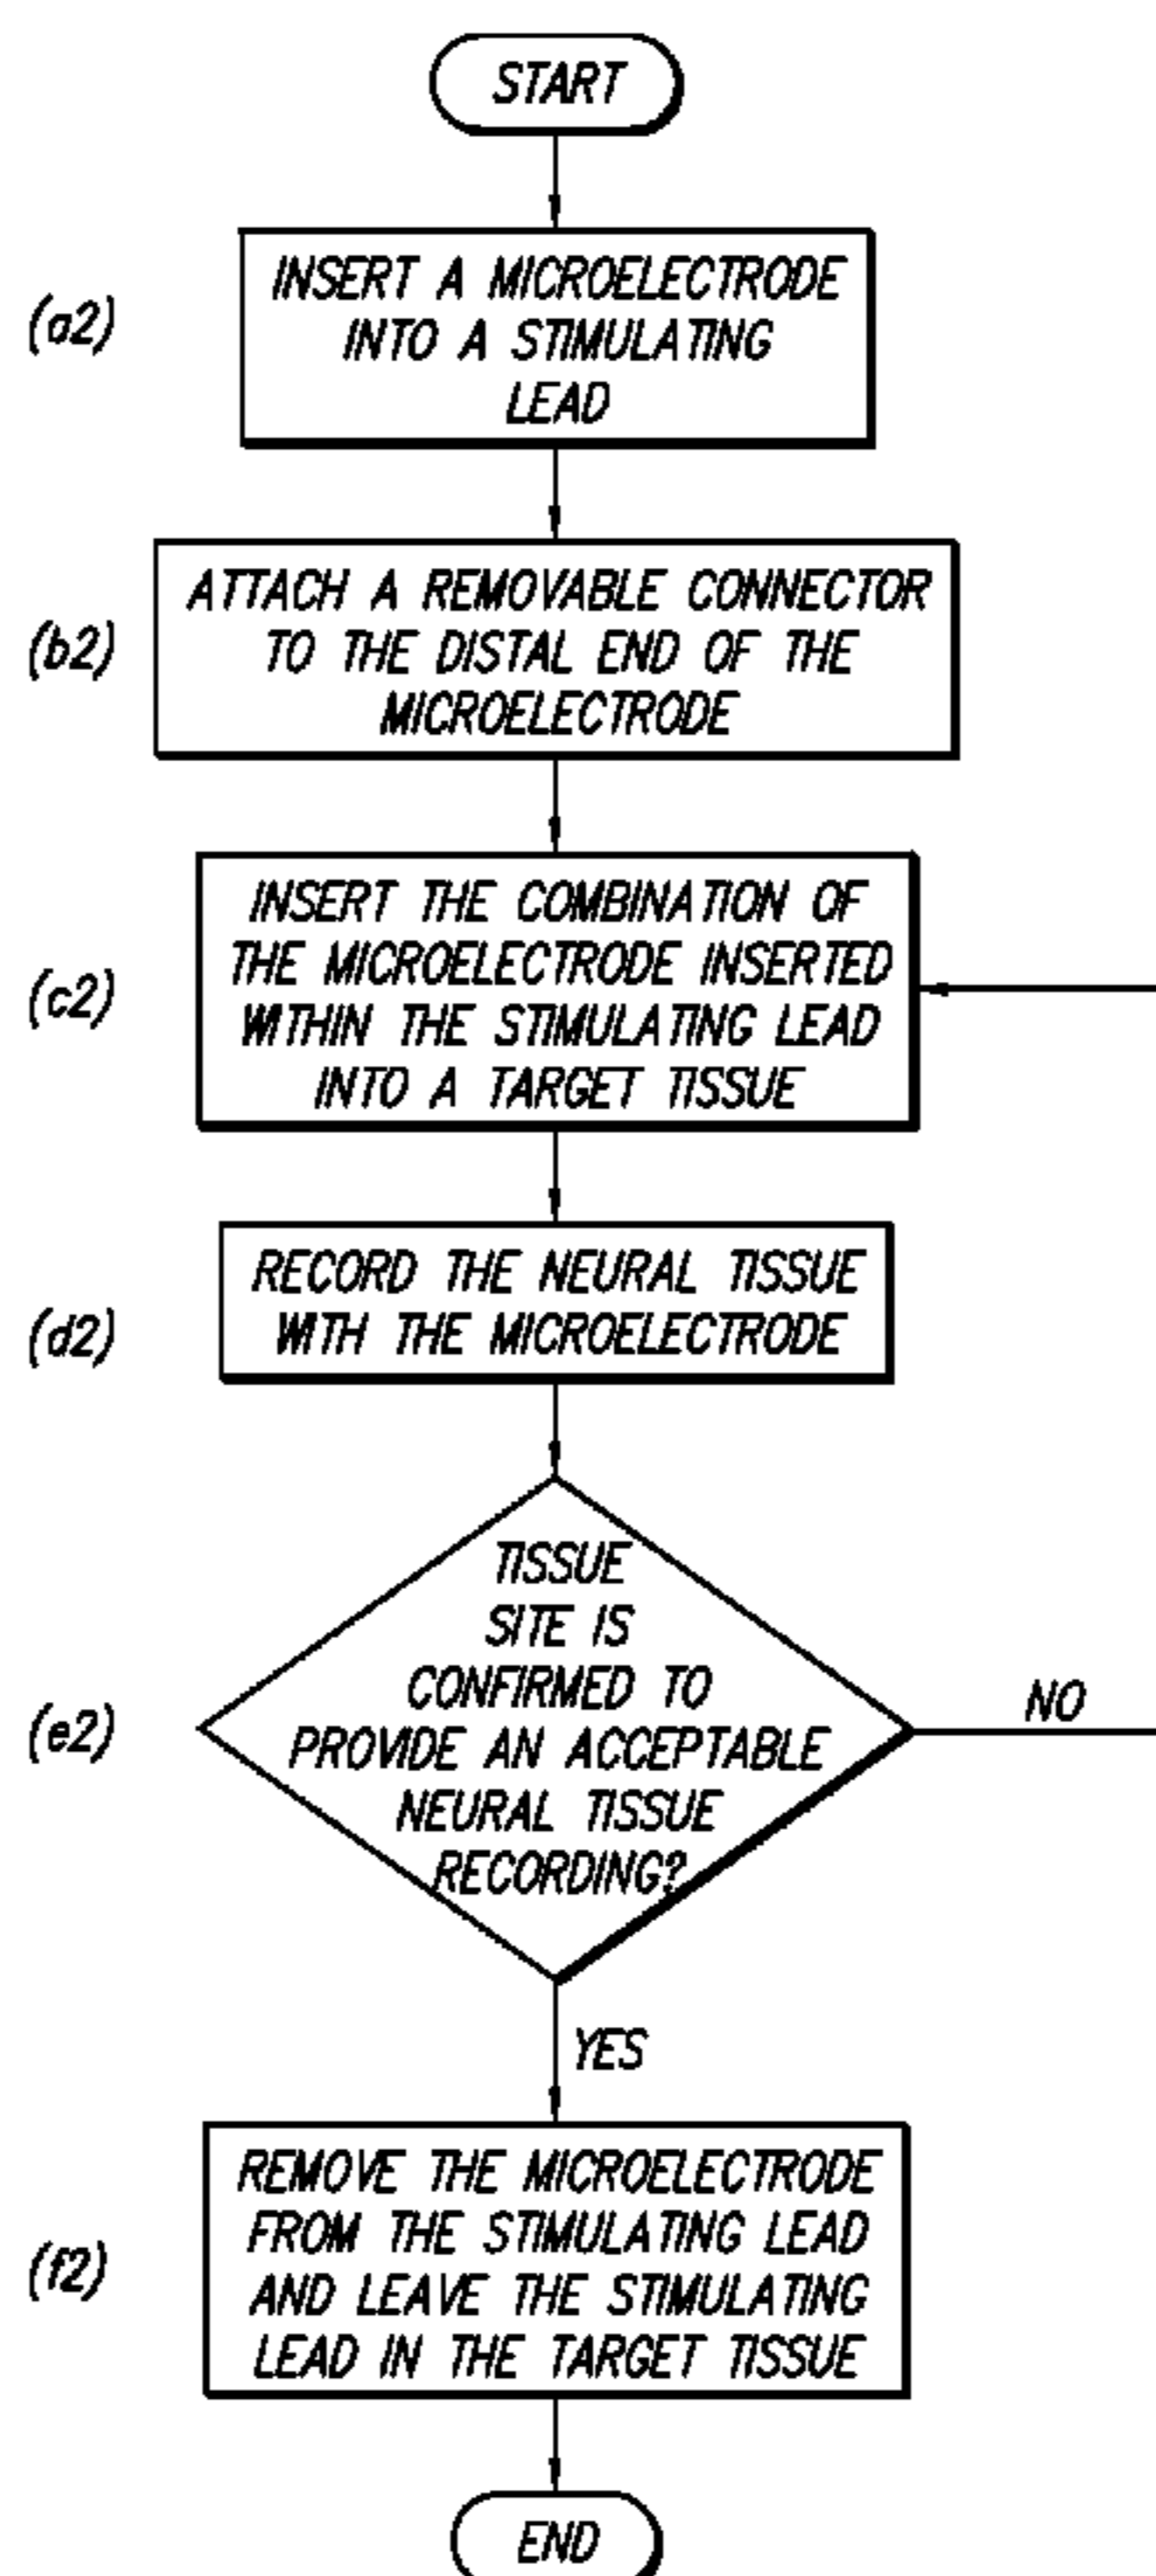 START
(a2)
INSERT A MICROELECTRODE
INTO A STIMULATING
LEAD
(b2)
ATTACH A REMOVABLE CONNECTOR
TO THE DISTAL END OF THE
MICROELECTRODE
(c2)
INSERT THE COMBINATION OF
THE MICROELECTRODE INSERTED
WITHIN THE STIMULATING LEAD
INTO A TARGET TISSUE
(d2)
RECORD THE NEURAL TISSUE
WITH THE MICROELECTRODE
(e2)
TISSUE
SITE IS
CONFIRMED TO
PROVIDE AN ACCEPTABLE
NEURAL TISSUE
RECORDING?
NO
YES
(f2)
REMOVE THE MICROELECTRODE
FROM THE STIMULATING LEAD
AND LEAVE THE STIMULATING
LEAD IN THE TARGET TISSUE
END